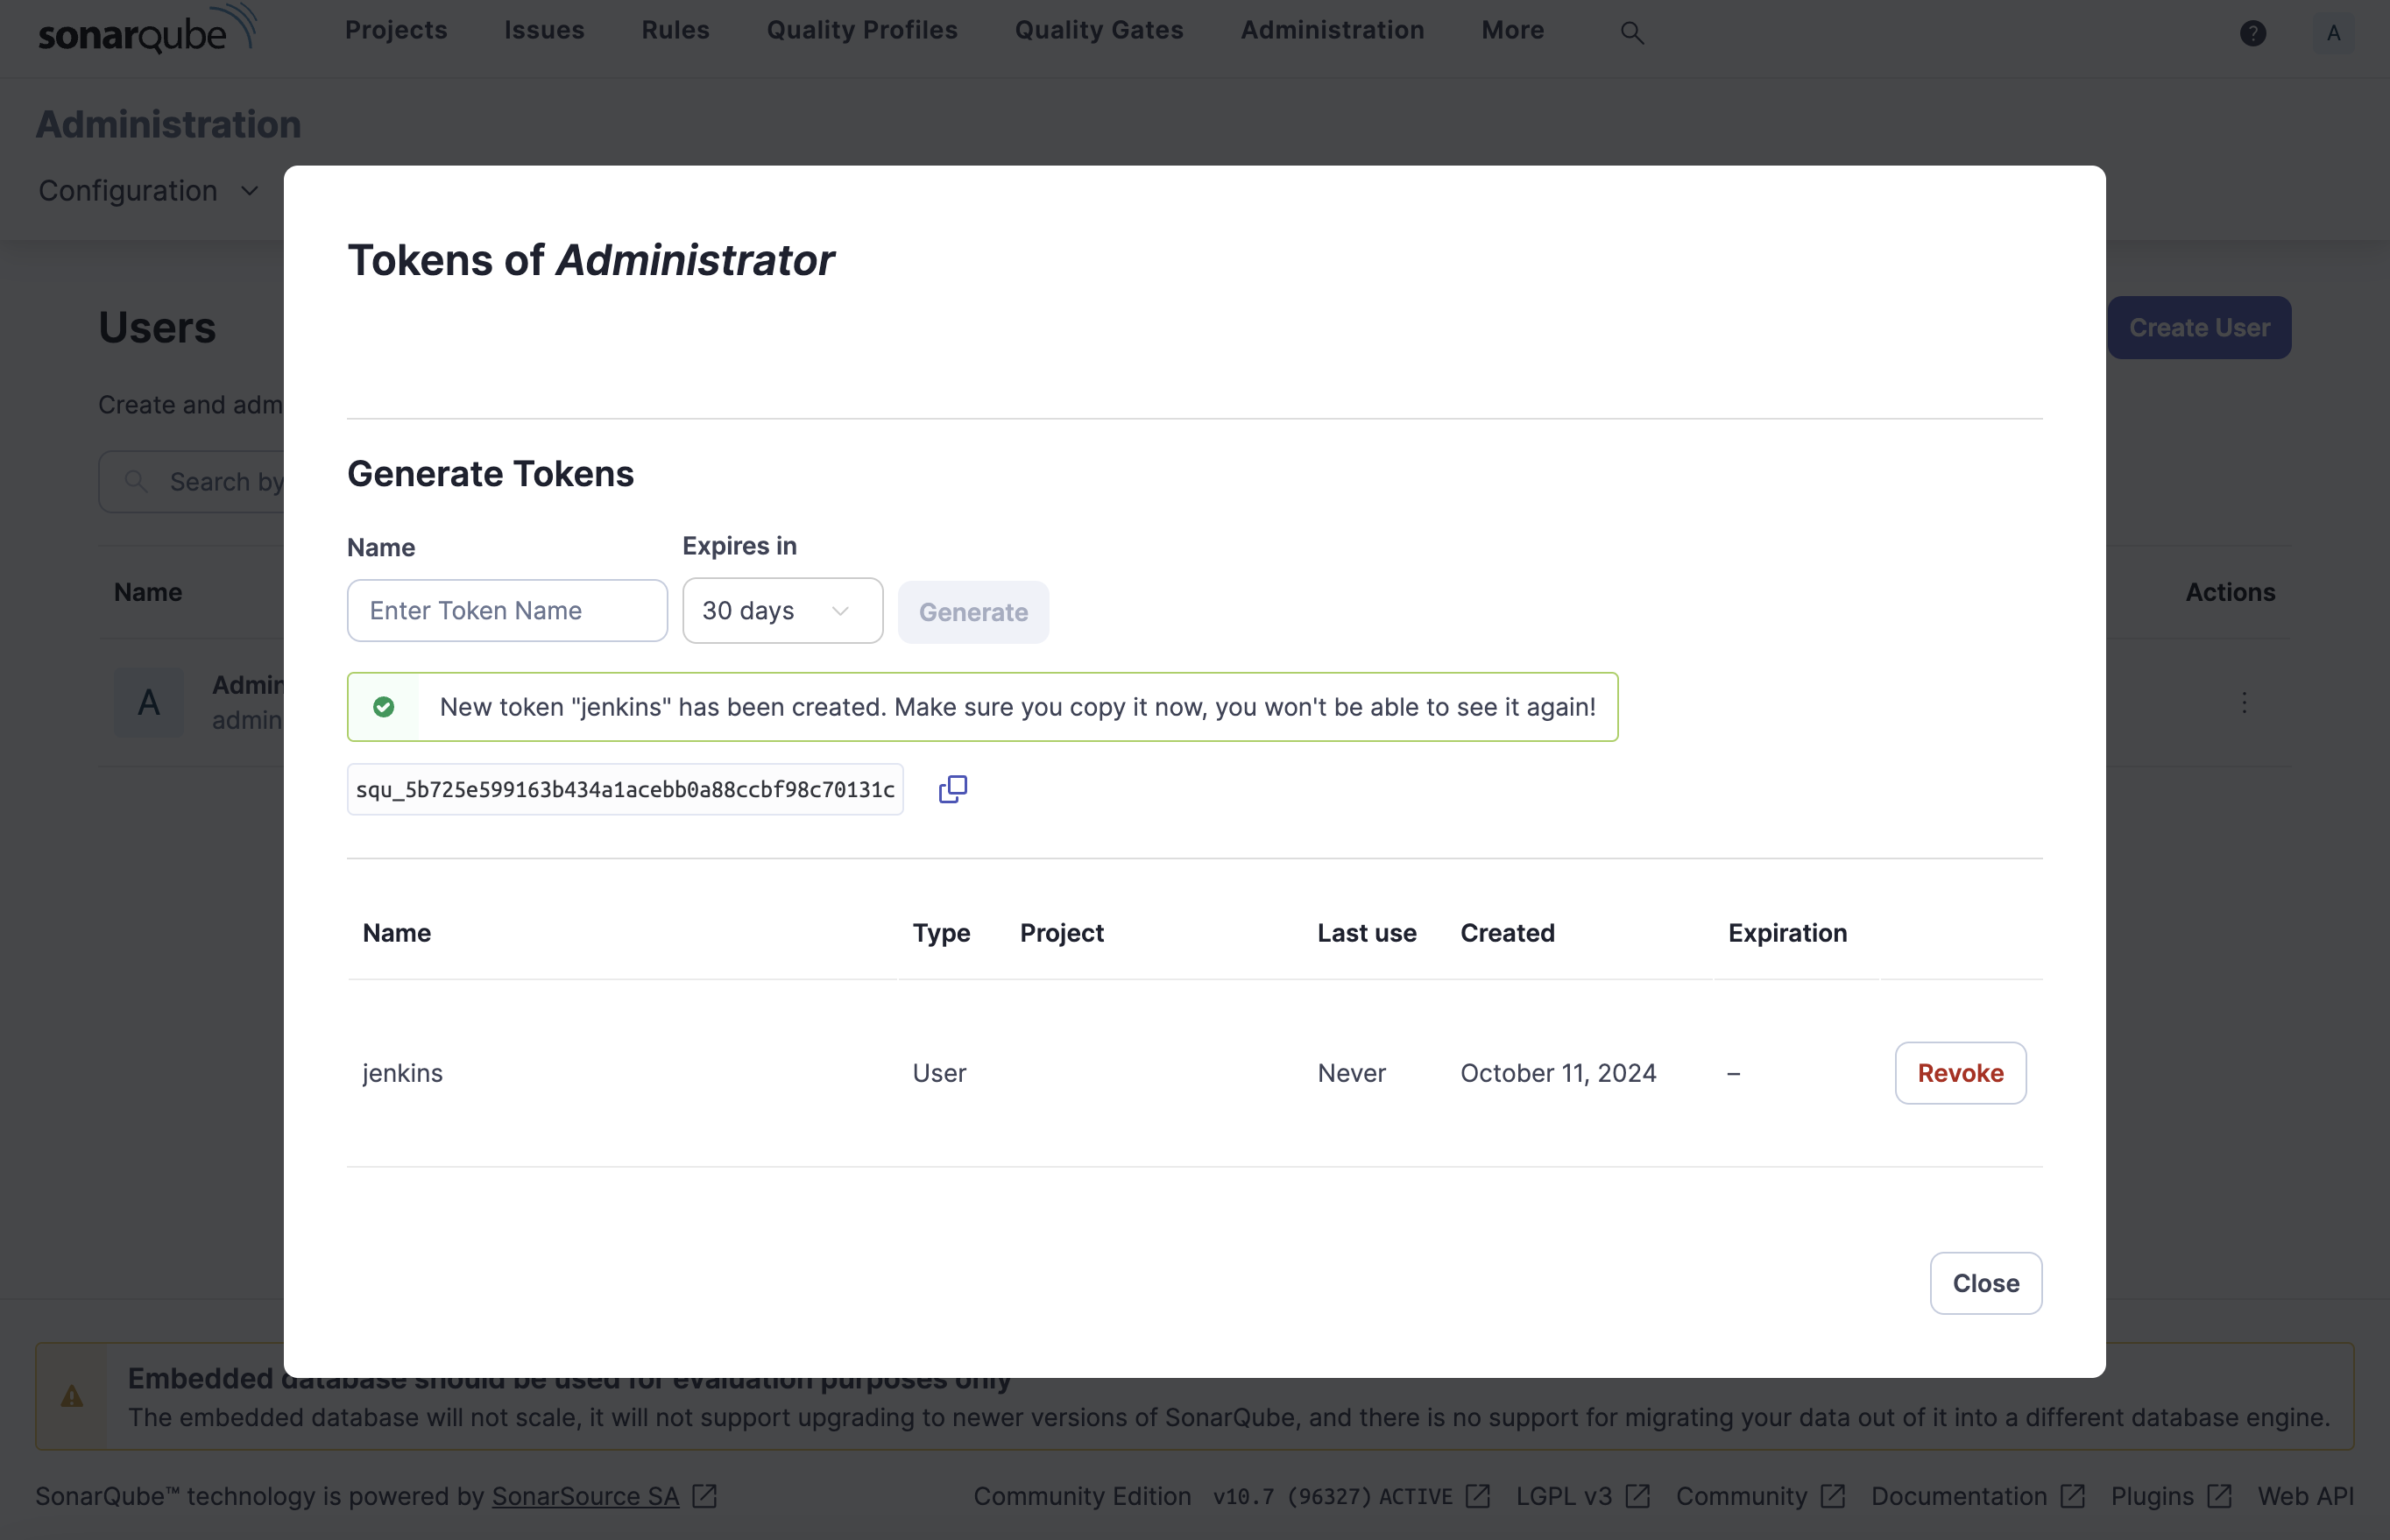 sonarqube Projects Issues Rules Quality Profiles Quality Gates Administration More ? A
Administration
Configuration
Tokens of Administrator
Users
Create User
Create and adm
Generate Tokens
Search by
Name Expires in
Name
Enter Token Name 30 days Generate
Actions
A Admin
admin
New token "jenkins" has been created. Make sure you copy it now, you won't be able to see it again!
squ_5b725e599163b434a1acebb0a88ccbf98c70131c
Name Type Project Last use Created Expiration
jenkins User Never October 11, 2024 – Revoke
Close
Embedded database should be used for evaluation purposes only
The embedded database will not scale, it will not support upgrading to newer versions of SonarQube, and there is no support for migrating your data out of it into a different database engine.
SonarQube™ technology is powered by SonarSource SA Community Edition v10.7 (96327) ACTIVE LGPL v3 Community Documentation Plugins Web API